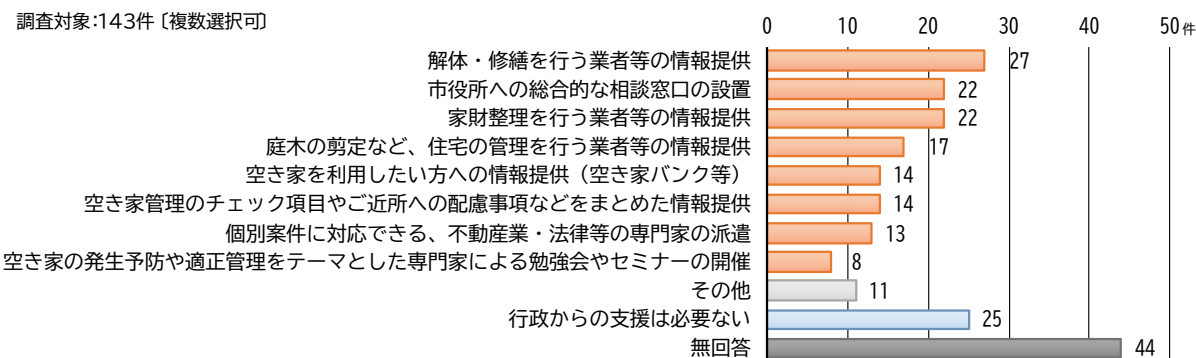 調査対象:143件〔複数選択可〕
0 10 20 30 40 50 件
解体・修繕を行う業者等の情報提供 27
市役所への総合的な相談窓口の設置 22
家財整理を行う業者等の情報提供 22
庭木の剪定など、住宅の管理を行う業者等の情報提供 17
空き家を利用したい方への情報提供（空き家バンク等） 14
空き家管理のチェック項目やご近所への配慮事項などをまとめた情報提供 14
個別案件に対応できる、不動産業・法律等の専門家の派遣 13
空き家の発生予防や適正管理をテーマとした専門家による勉強会やセミナーの開催 8
その他 11
行政からの支援は必要ない 25
無回答 44